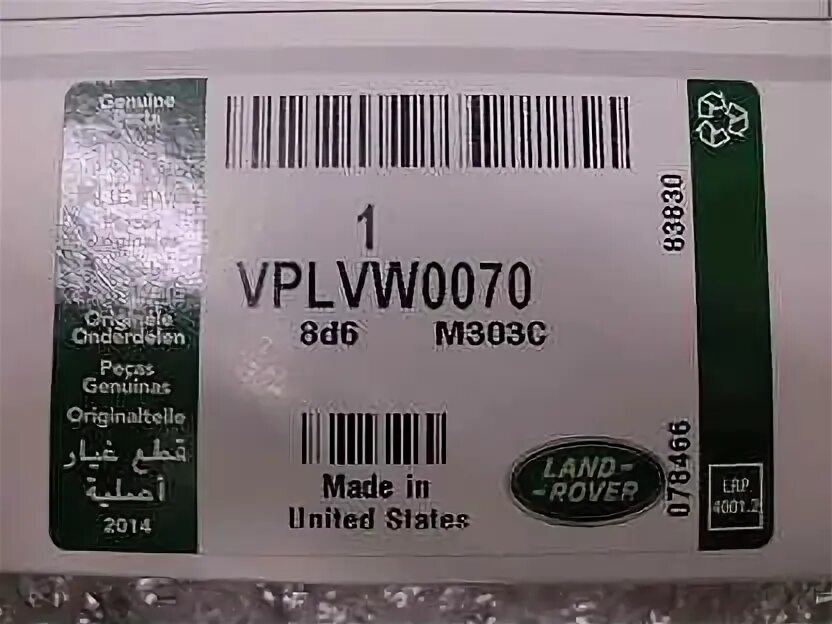 Genuine
Parts
Originele
Onderdelen
Peças
Genuinas
Originalteile
قطع غيار
أصلية
2014
1
VPLVW0070
8d6 M303C
Made in
United States
LAND-
-ROVER
83830
078466
4001.2